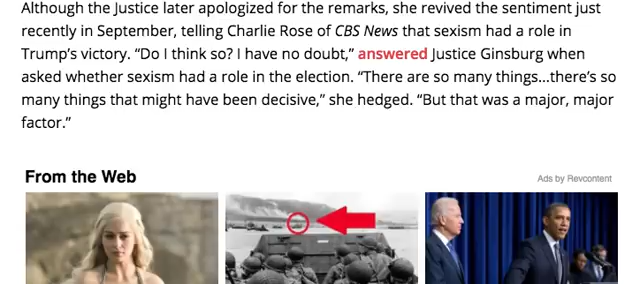 Although the Justice later apologized for the remarks, she revived the sentiment just
recently in September, telling Charlie Rose of CBS News that sexism had a role in
Trump’s victory. “Do I think so? I have no doubt,” answered Justice Ginsburg when
asked whether sexism had a role in the election. “There are so many things...there’s so
many things that might have been decisive,” she hedged. “But that was a major, major
factor.”
From the Web
Ads by Revcontent